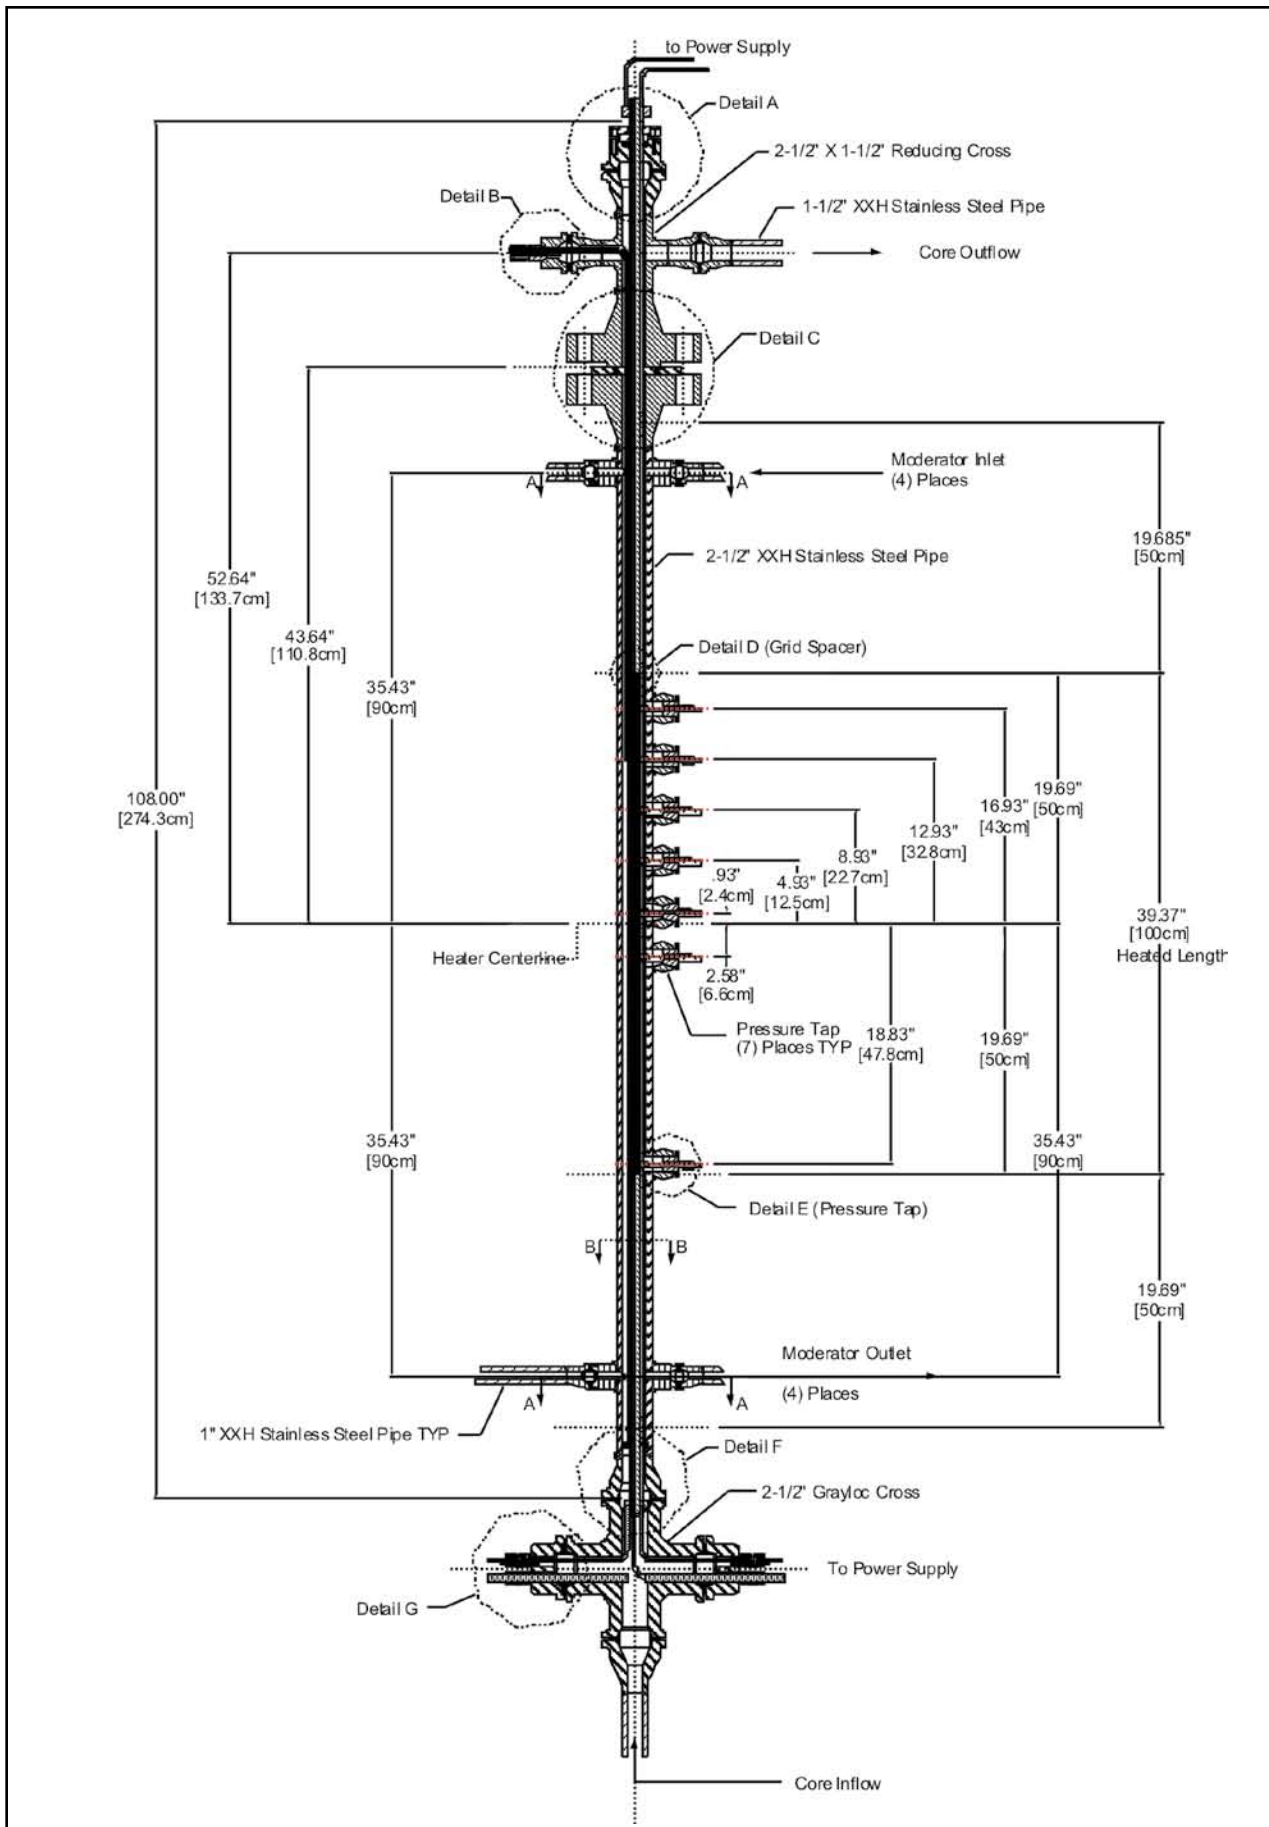 to Power Supply
Detail A
2-1/2" X 1-1/2" Reducing Cross
Detail B
1-1/2" XXH Stainless Steel Pipe
Core Outflow
Detail C
Moderator Inlet
(4) Places
A
A
19.685"
[50cm]
2-1/2" XXH Stainless Steel Pipe
52.64"
[133.7cm]
43.64"
[110.8cm]
Detail D (Grid Spacer)
35.43"
[90cm]
108.00"
[274.3cm]
19.69"
[50cm]
16.93"
[43cm]
12.93"
[32.8cm]
8.93"
[22.7cm]
4.93"
[12.5cm]
.93"
[2.4cm]
39.37"
[100cm]
Heated Length
Heater Centerline
2.58"
[6.6cm]
Pressure Tap
(7) Places TYP
18.83"
[47.8cm]
19.69"
[50cm]
35.43"
[90cm]
35.43"
[90cm]
Detail E (Pressure Tap)
B
B
19.69"
[50cm]
Moderator Outlet
(4) Places
A
A
1" XXH Stainless Steel Pipe TYP
Detail F
2-1/2" Grayloc Cross
To Power Supply
Detail G
Core Inflow